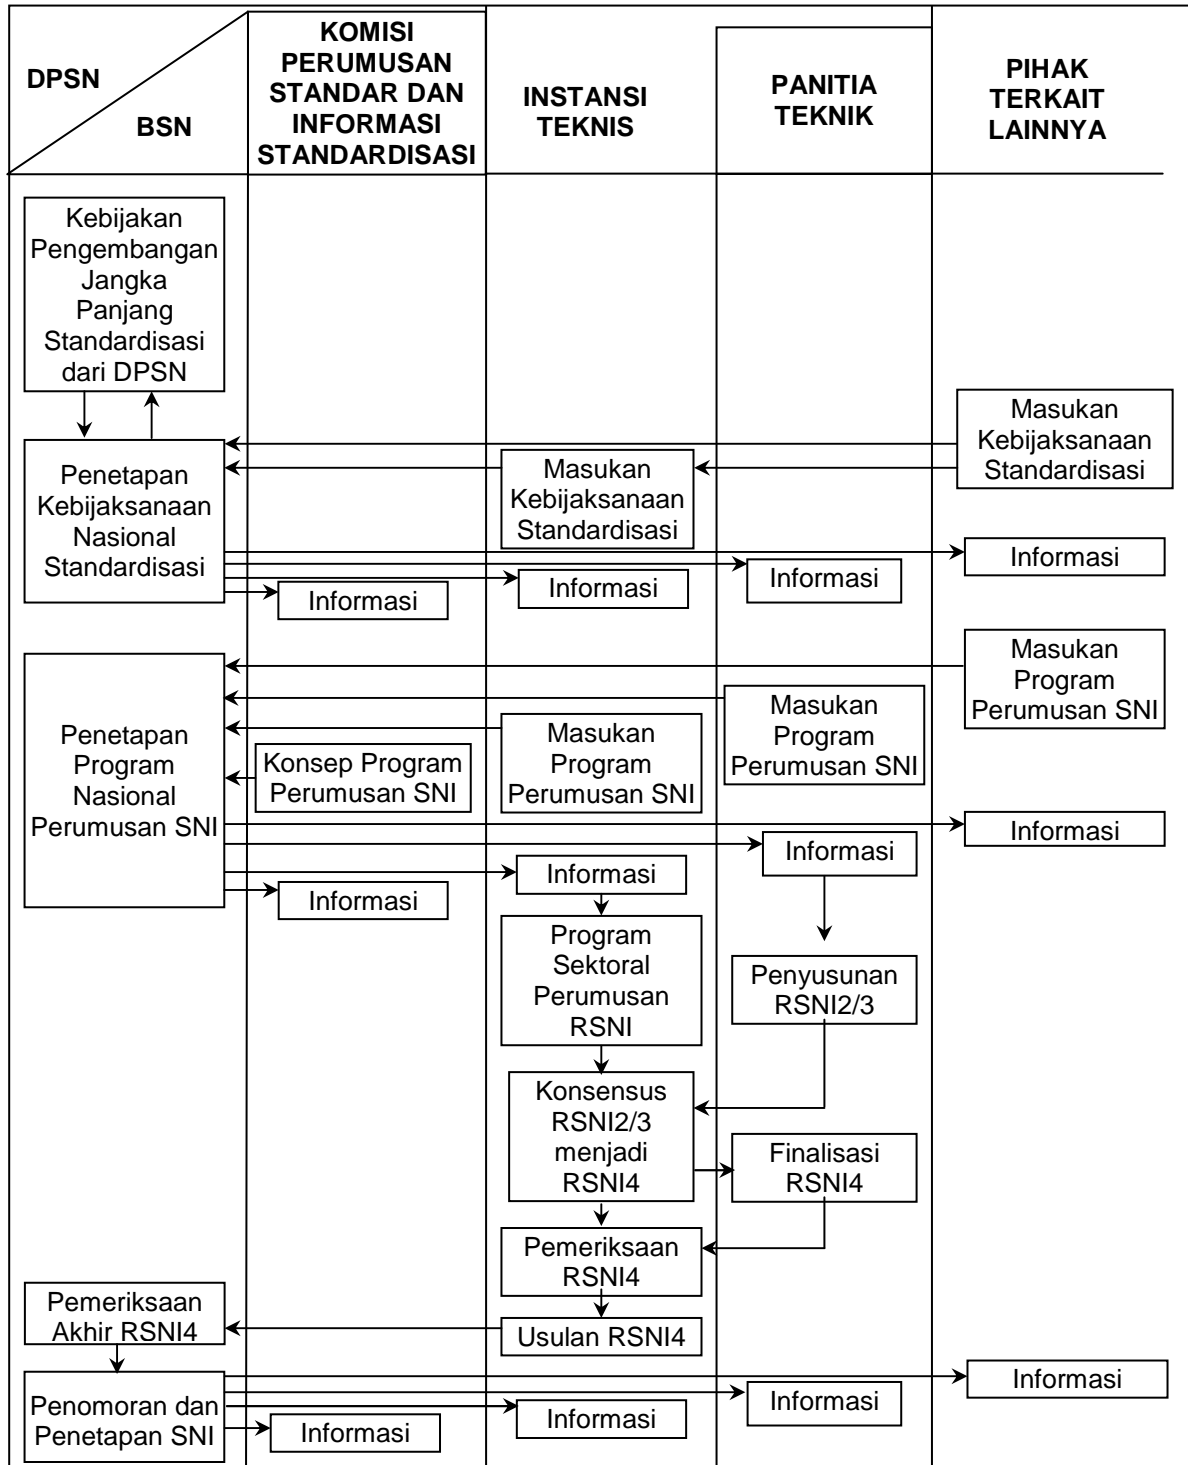 DPSN
BSN
KOMISI
PERUMUSAN
STANDAR DAN
INFORMASI
STANDARDISASI
INSTANSI
TEKNIS
PANITIA
TEKNIK
PIHAK
TERKAIT
LAINNYA
Kebijakan
Pengembangan
Jangka
Panjang
Standardisasi
dari DPSN
Masukan
Kebijaksanaan
Standardisasi
Penetapan
Kebijaksanaan
Nasional
Standardisasi
Masukan
Kebijaksanaan
Standardisasi
Informasi
Informasi
Informasi
Informasi
Masukan
Program
Perumusan SNI
Masukan
Program
Perumusan SNI
Masukan
Program
Perumusan SNI
Konsep Program
Perumusan SNI
Penetapan
Program
Nasional
Perumusan SNI
Informasi
Informasi
Informasi
Informasi
Program
Sektoral
Perumusan
RSNI
Penyusunan
RSNI2/3
Konsensus
RSNI2/3
menjadi
RSNI4
Finalisasi
RSNI4
Pemeriksaan
RSNI4
Usulan RSNI4
Pemeriksaan
Akhir RSNI4
Penomoran dan
Penetapan SNI
Informasi
Informasi
Informasi
Informasi